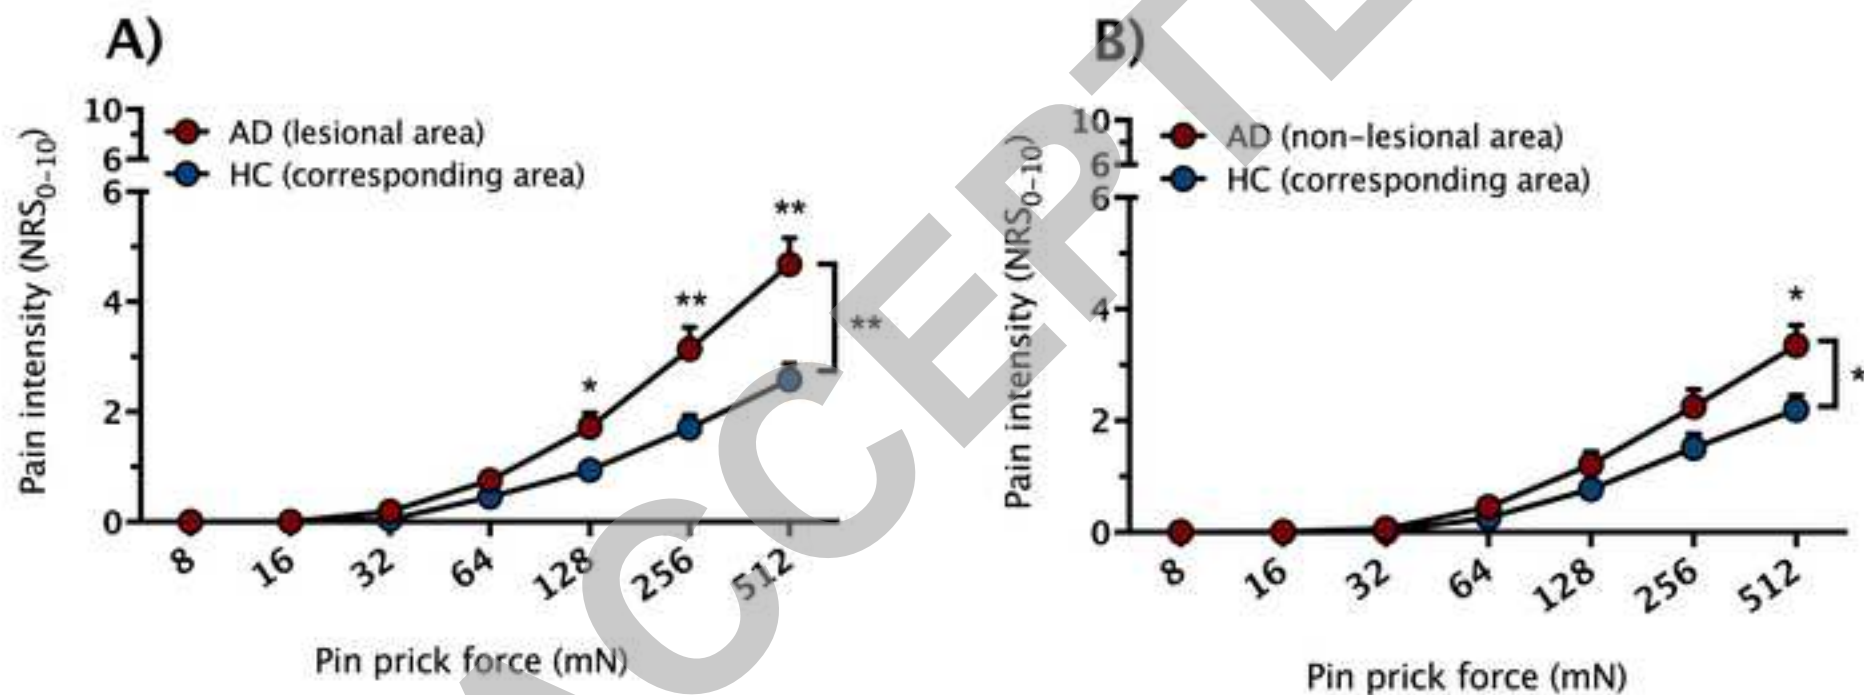 A)
10
6
6
4
2
0
Pain intensity (NRS0-10)
AD (lesional area)
HC (corresponding area)
*
**
**
**
8 16 32 64 128 256 512
Pin prick force (mN)
B)
10
6
6
4
2
0
Pain intensity (NRS0-10)
AD (non-lesional area)
HC (corresponding area)
*
*
8 16 32 64 128 256 512
Pin prick force (mN)
ACCEPTE